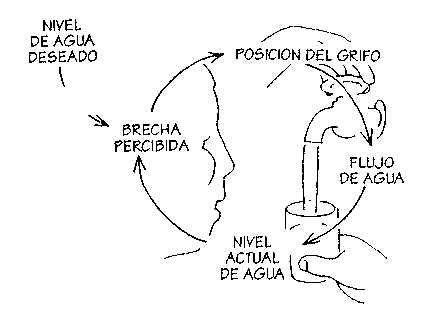 NIVEL
DE AGUA
DESEADO
POSICION DEL GRIFO
BRECHA
PERCIBIDA
FLUJO
DE AGUA
NIVEL
ACTUAL
DE AGUA